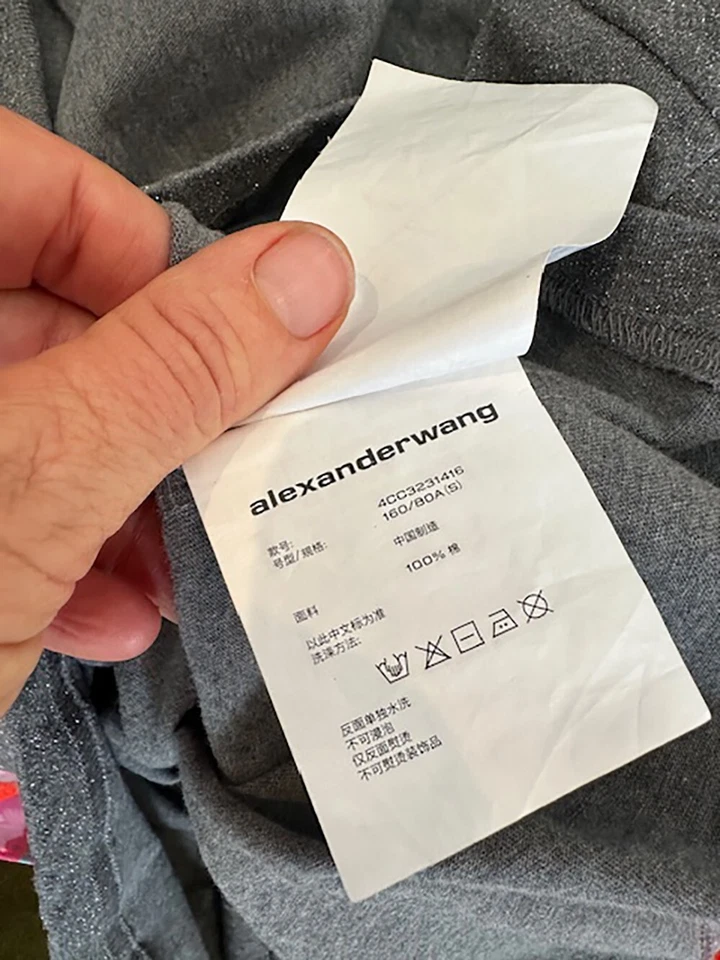 alexanderwang
款号: 4CC3231416
号型/规格: 160/80A(S)
中国制造
100% 棉
面料
以此中文标为准
洗涤方法:
反面单独水洗
不可浸泡
仅反面熨烫
不可熨烫装饰品